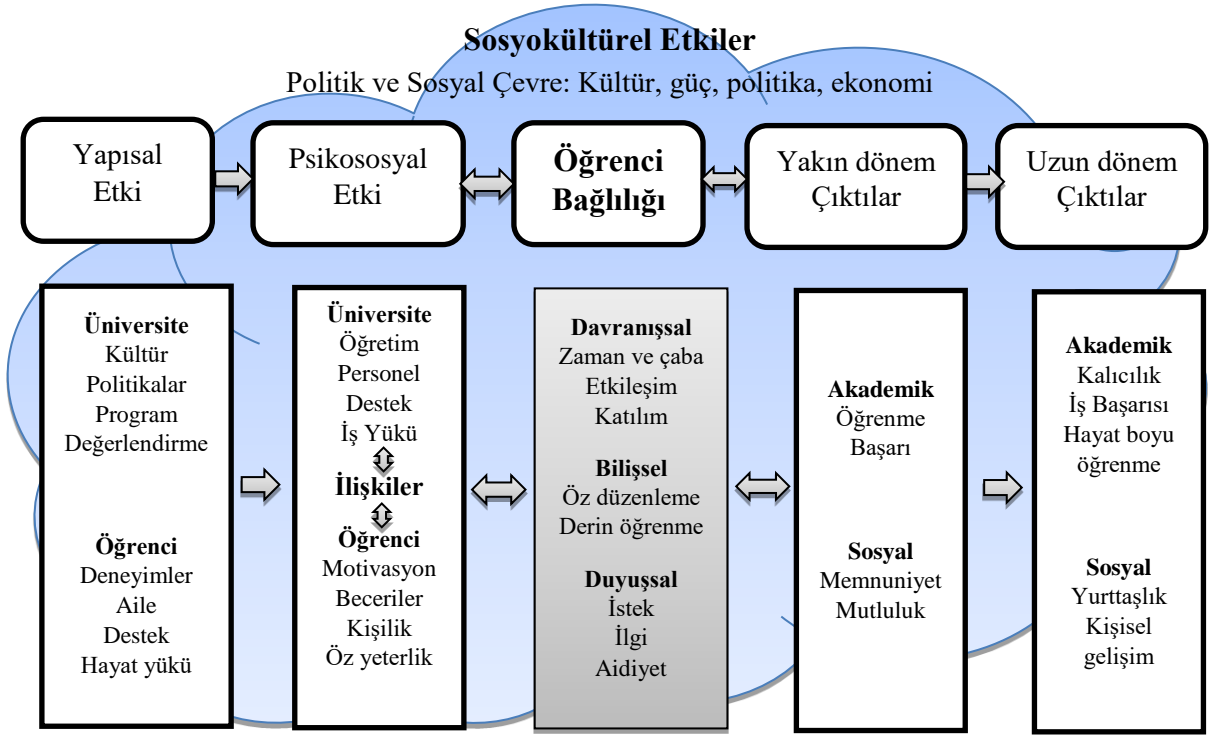 Sosyokültürel Etkiler
Politik ve Sosyal Çevre: Kültür, güç, politika, ekonomi
Yapısal
Etki
Psikososyal
Etki
Öğrenci
Bağlılığı
Yakın dönem
Çıktılar
Uzun dönem
Çıktılar
Üniversite
Kültür
Politikalar
Program
Değerlendirme
Öğrenci
Deneyimler
Aile
Destek
Hayat yükü
Üniversite
Öğretim
Personel
Destek
İş Yükü
İlişkiler
Öğrenci
Motivasyon
Beceriler
Kişilik
Öz yeterlik
Davranışsal
Zaman ve çaba
Etkileşim
Katılım
Bilişsel
Öz düzenleme
Derin öğrenme
Duyuşsal
İstek
İlgi
Aidiyet
Akademik
Öğrenme
Başarı
Sosyal
Memnuniyet
Mutluluk
Akademik
Kalıcılık
İş Başarısı
Hayat boyu
öğrenme
Sosyal
Yurttaşlık
Kişisel
gelişim